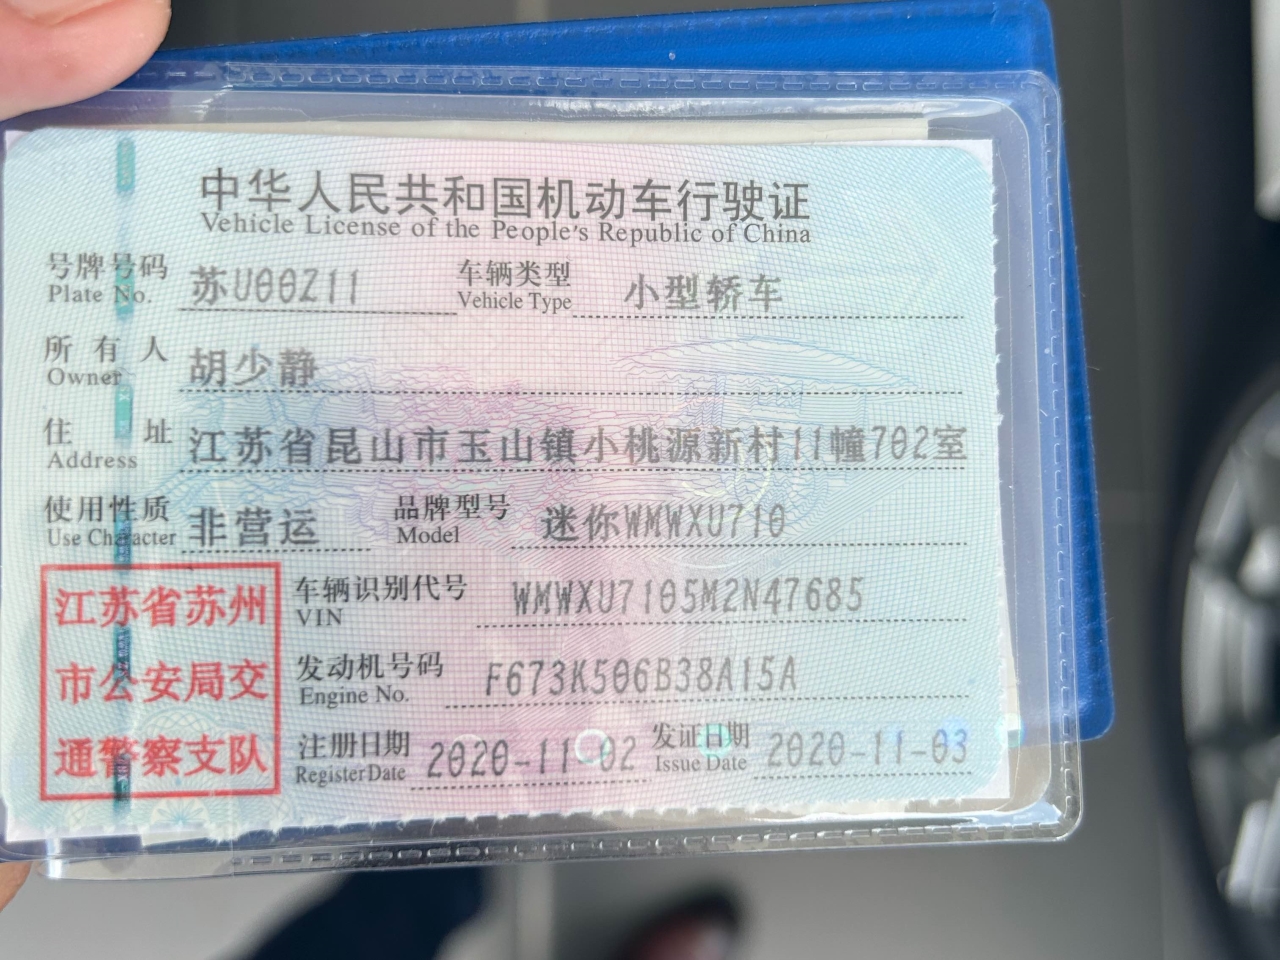 中华人民共和国机动车行驶证
Vehicle License of the People's Republic of China
号牌号码 苏U00Z11 车辆类型 小型轿车
Plate No. Vehicle Type
所有人 胡少静
Owner
住址 江苏省昆山市玉山镇小桃源新村11幢702室
Address
使用性质 非营运 品牌型号 迷你WMWXU710
Use Character Model
江苏省苏州
市公安局交
通警察支队
车辆识别代号 WMWXU7105M2N47685
VIN
发动机号码 F673K506B38A15A
Engine No.
注册日期 2020-11-02 发证日期 2020-11-03
Register Date Issue Date